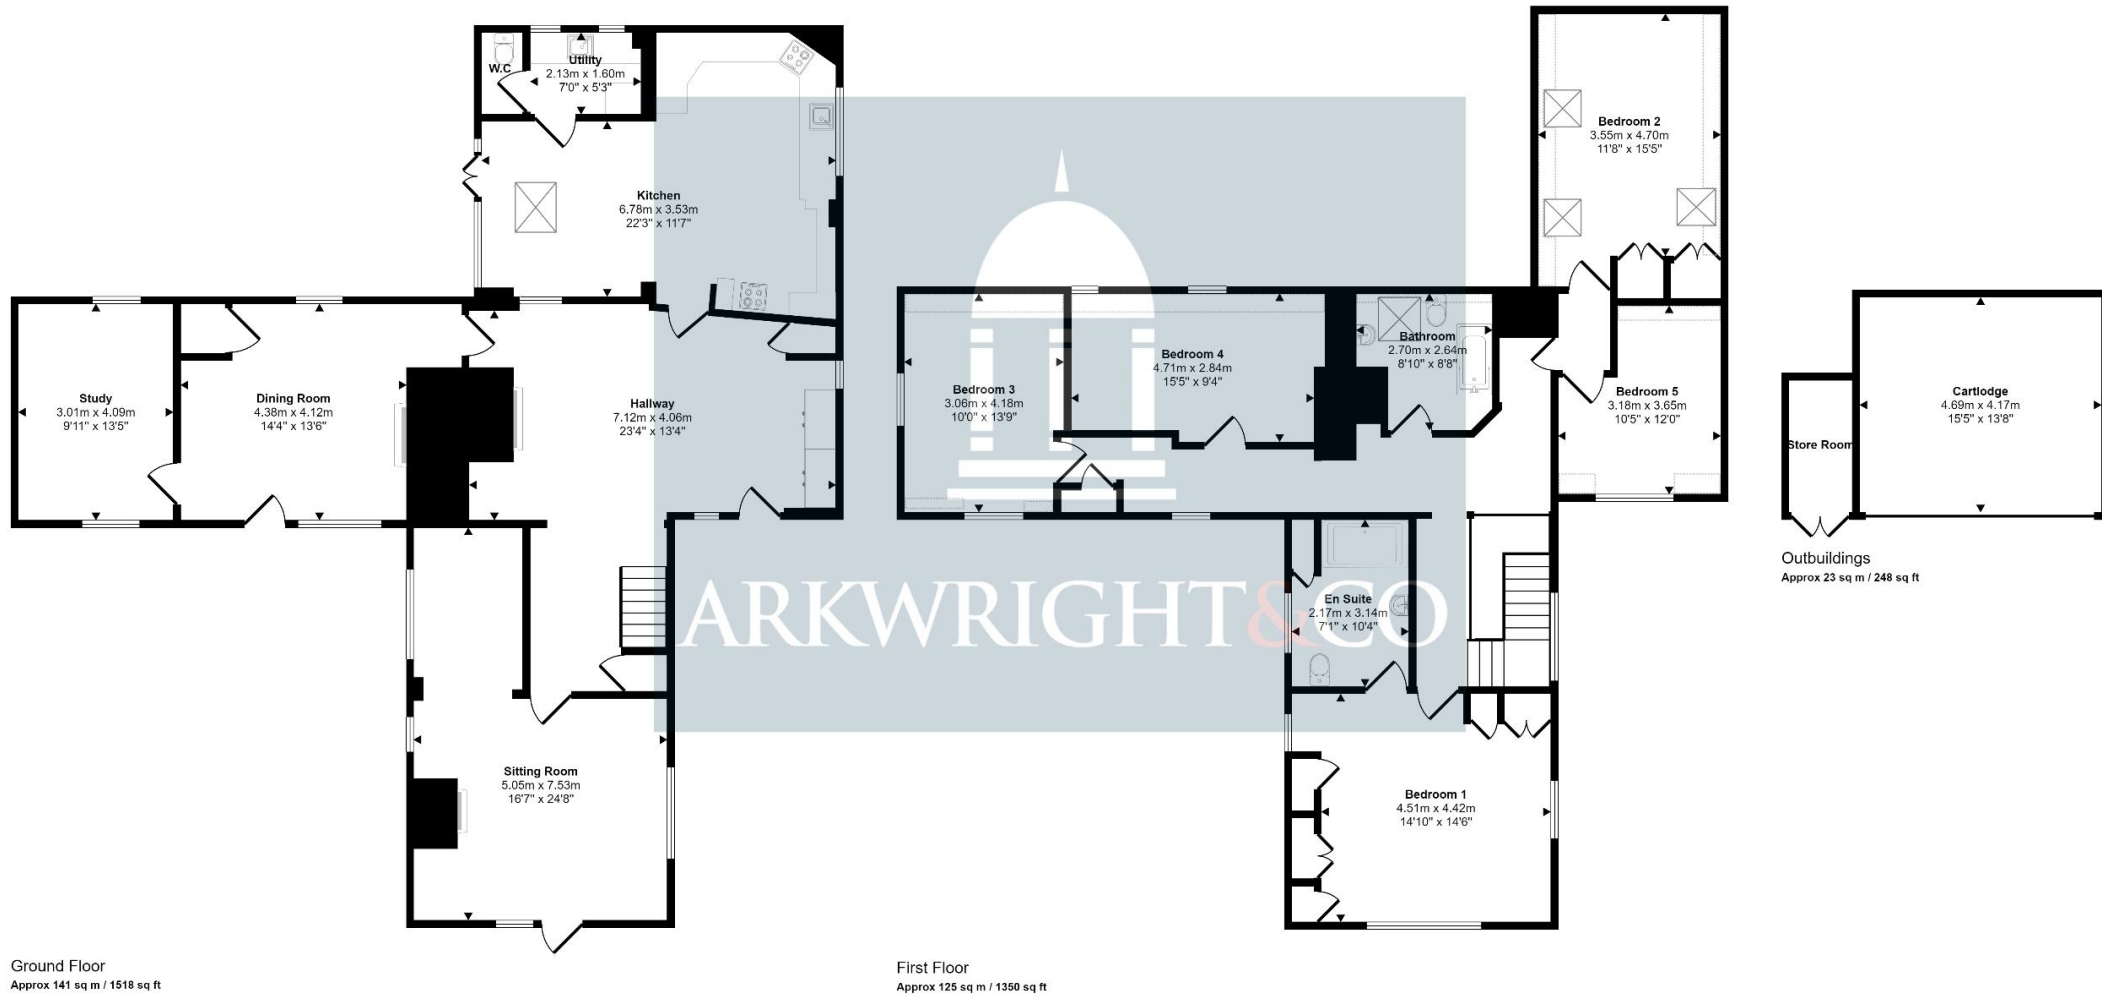 W.C
Utility
2.13m x 1.60m
7'0" x 5'3"
Kitchen
6.78m x 3.53m
22'3" x 11'7"
Study
3.01m x 4.09m
9'11" x 13'5"
Dining Room
4.38m x 4.12m
14'4" x 13'6"
Hallway
7.12m x 4.06m
23'4" x 13'4"
Sitting Room
5.05m x 7.53m
16'7" x 24'8"
Ground Floor
Approx 141 sq m / 1518 sq ft
Bedroom 2
3.55m x 4.70m
11'8" x 15'5"
Bedroom 3
3.06m x 4.18m
10'0" x 13'9"
Bedroom 4
4.71m x 2.84m
15'5" x 9'4"
Bathroom
2.70m x 2.64m
8'10" x 8'8"
Bedroom 5
3.18m x 3.65m
10'5" x 12'0"
En Suite
2.17m x 3.14m
7'1" x 10'4"
Bedroom 1
4.51m x 4.42m
14'10" x 14'6"
First Floor
Approx 125 sq m / 1350 sq ft
Cartlodge
4.69m x 4.17m
15'5" x 13'8"
Store Room
Outbuildings
Approx 23 sq m / 248 sq ft
ARKWRIGHT&CO